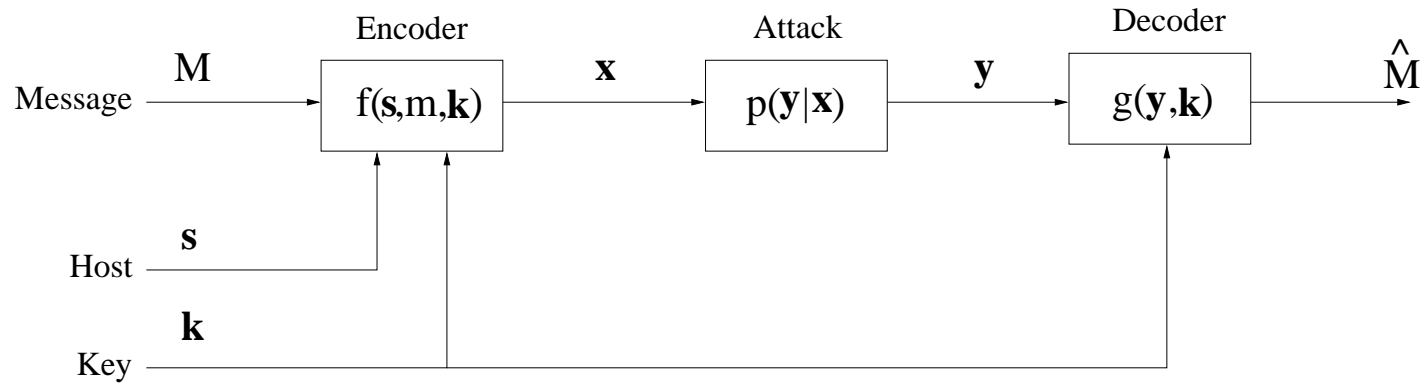 Encoder
Attack
Decoder
Message
M
f(s,m,k)
x
p(y|x)
y
g(y,k)
M̂
Host
s
Key
k